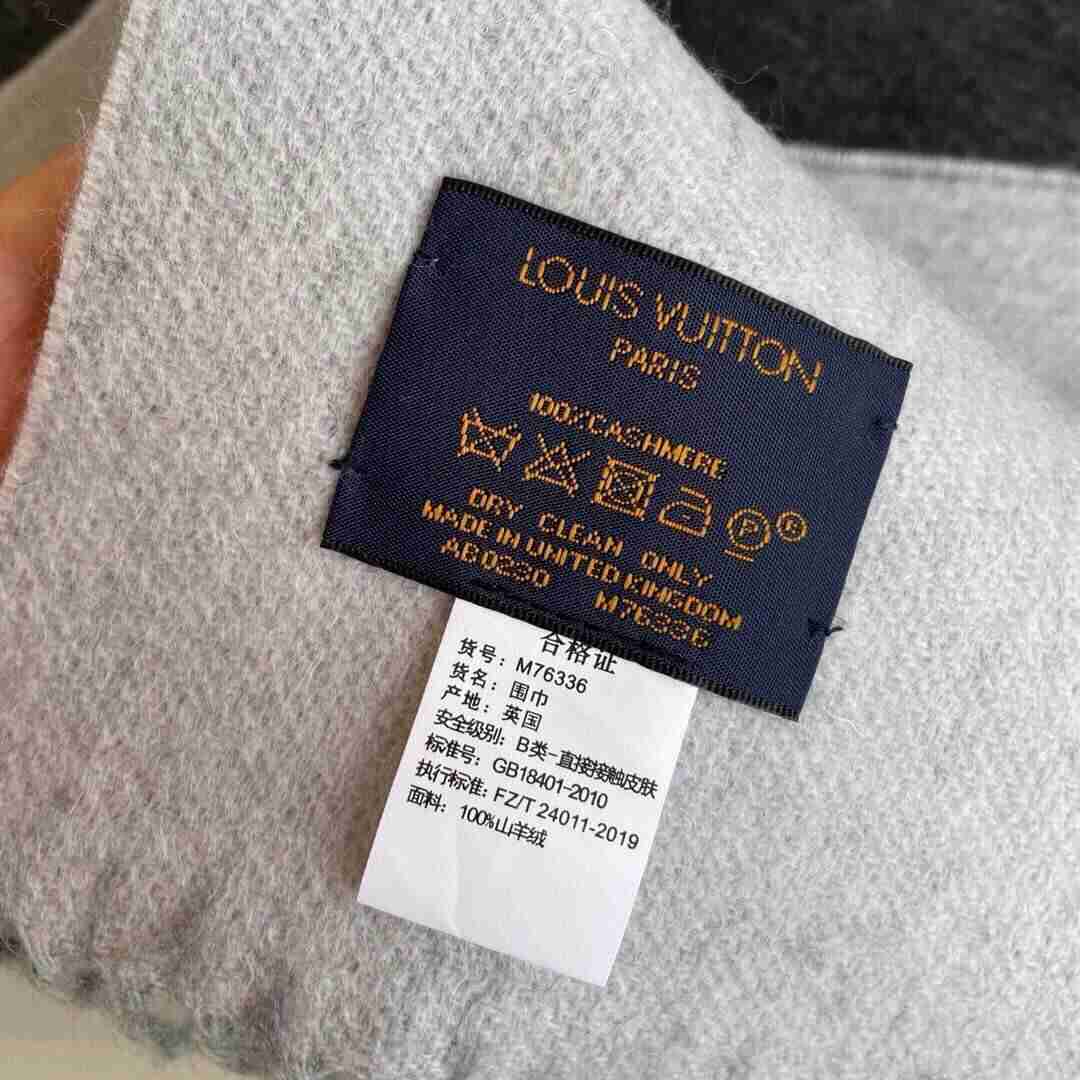 LOUIS VUITTON
PARIS
100% CASHMERE
P ®
DRY CLEAN ONLY
MADE IN UNITED KINGDOM
AB0230 M76336
合格证
货号：M76336
货名：围巾
产地：英国
安全级别：B类-直接接触皮肤
标准号：GB18401-2010
执行标准：FZ/T 24011-2019
面料：100%山羊绒